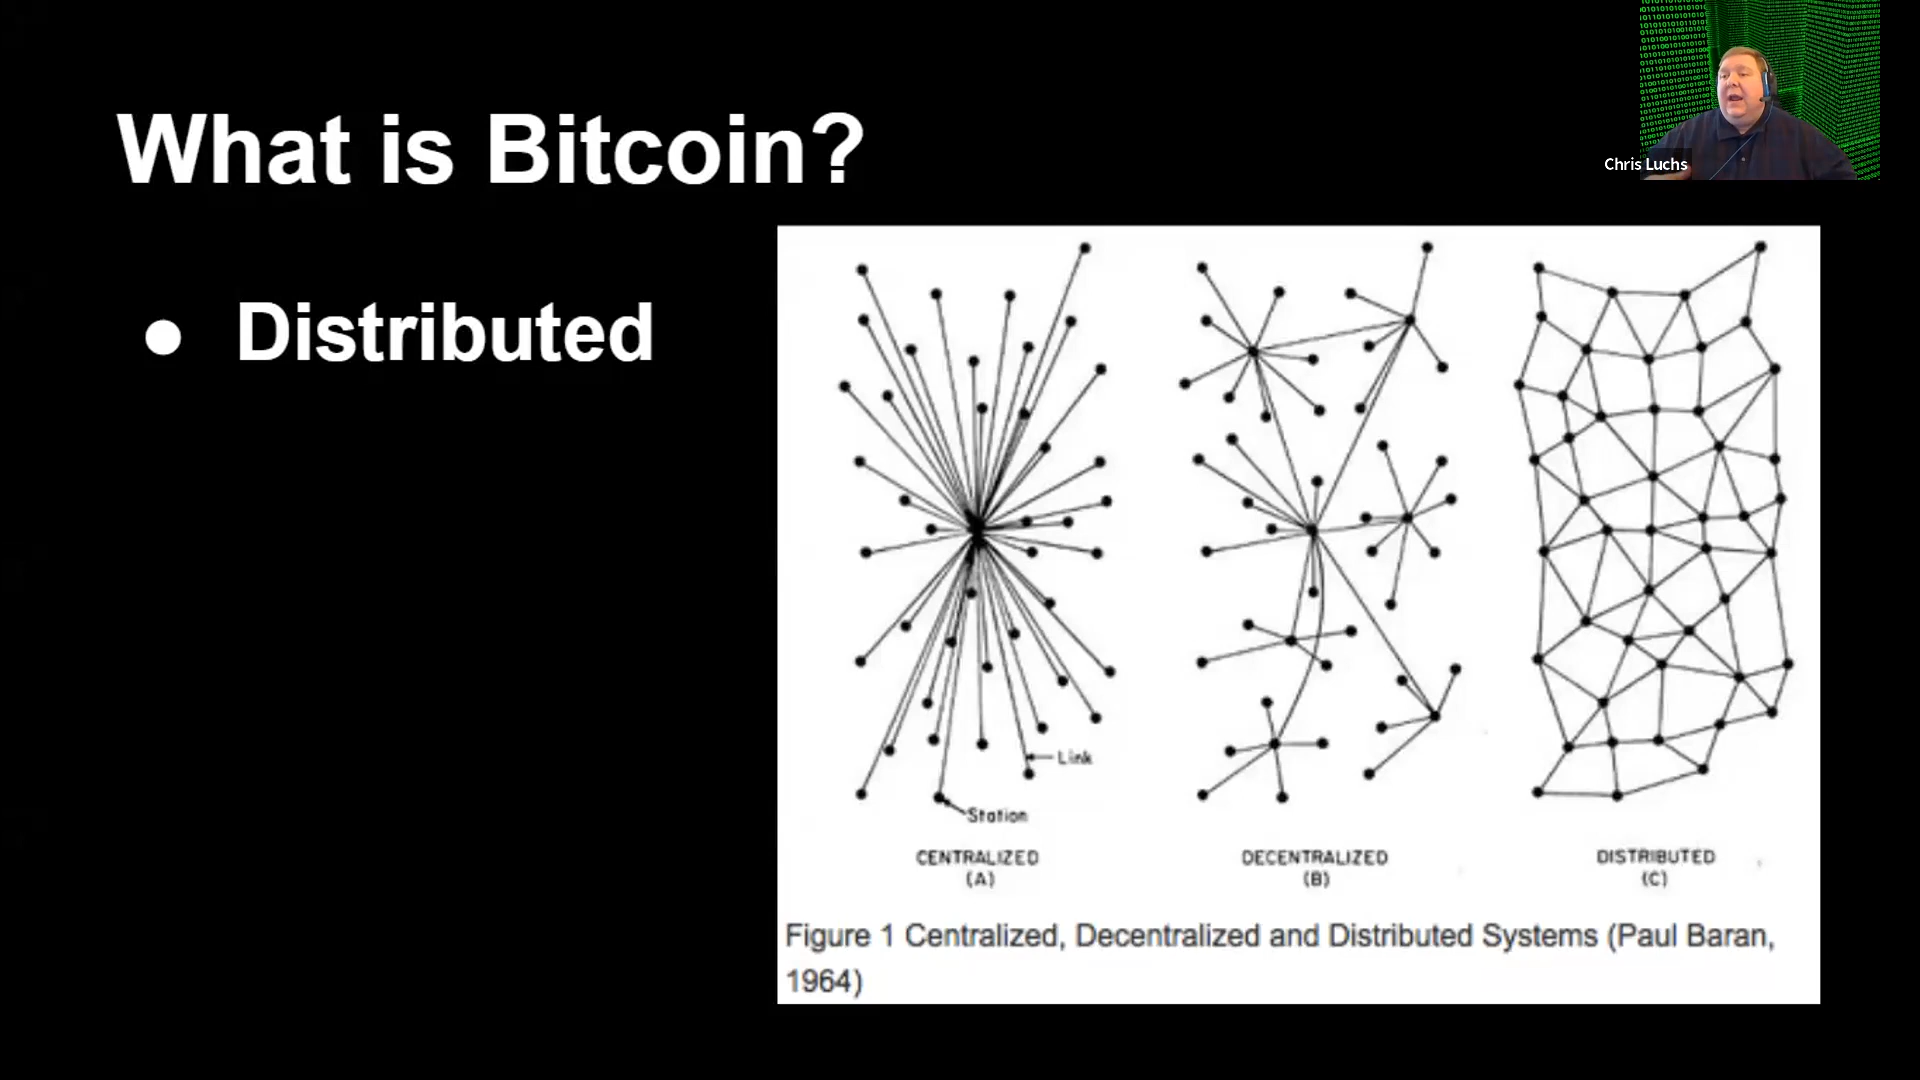 What is Bitcoin?
Chris Luchs
● Distributed
Link
Station
CENTRALIZED
(A)
DECENTRALIZED
(B)
DISTRIBUTED
(C)
Figure 1 Centralized, Decentralized and Distributed Systems (Paul Baran,
1964)